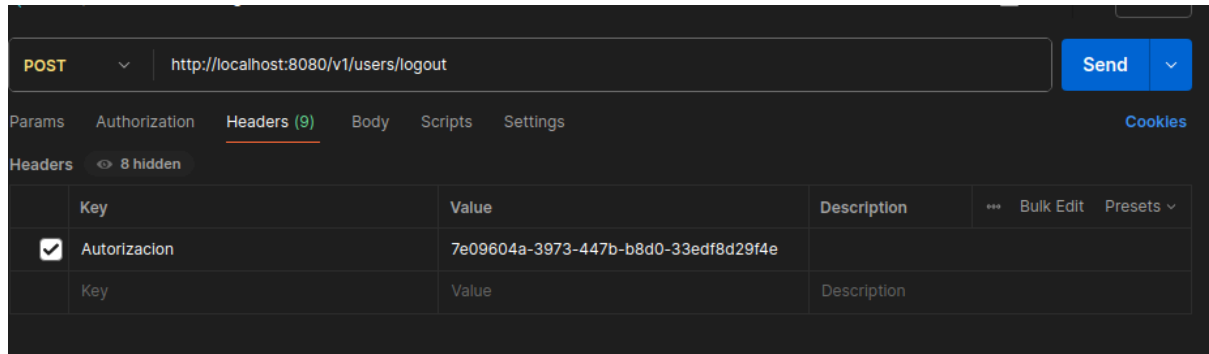 POST http://localhost:8080/v1/users/logout Send
Params Authorization Headers (9) Body Scripts Settings Cookies
Headers 8 hidden
Key Value Description Bulk Edit Presets
Autorizacion 7e09604a-3973-447b-b8d0-33edf8d29f4e
Key Value Description